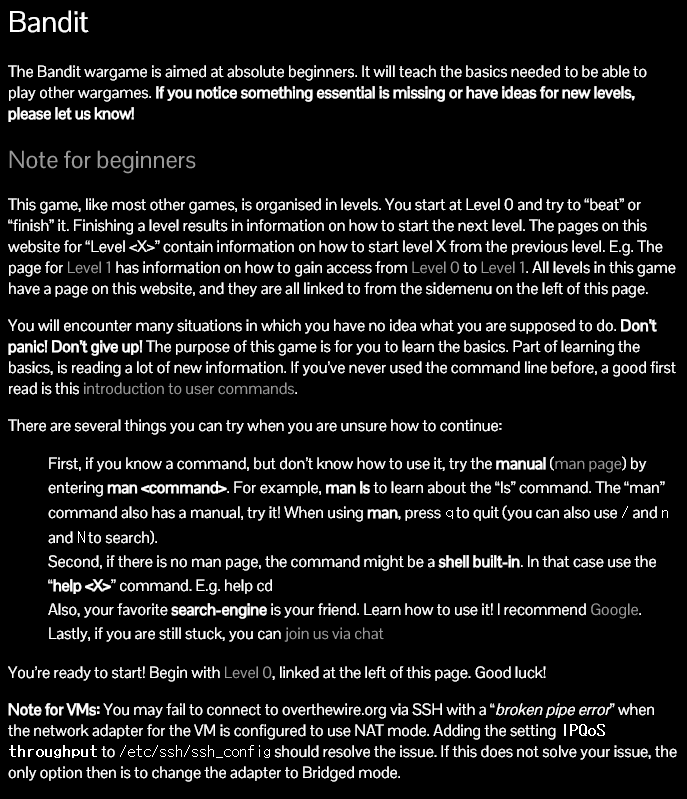 Bandit
The Bandit wargame is aimed at absolute beginners. It will teach the basics needed to be able to
play other wargames. If you notice something essential is missing or have ideas for new levels,
please let us know!
Note for beginners
This game, like most other games, is organised in levels. You start at Level 0 and try to “beat” or
“finish” it. Finishing a level results in information on how to start the next level. The pages on this
website for “Level <X>” contain information on how to start level X from the previous level. E.g. The
page for Level 1 has information on how to gain access from Level 0 to Level 1. All levels in this game
have a page on this website, and they are all linked to from the sidemenu on the left of this page.
You will encounter many situations in which you have no idea what you are supposed to do. Don’t
panic! Don’t give up! The purpose of this game is for you to learn the basics. Part of learning the
basics, is reading a lot of new information. If you’ve never used the command line before, a good first
read is this introduction to user commands.
There are several things you can try when you are unsure how to continue:
First, if you know a command, but don’t know how to use it, try the manual (man page) by
entering man <command>. For example, man ls to learn about the “ls” command. The “man”
command also has a manual, try it! When using man, press q to quit (you can also use / and n
and N to search).
Second, if there is no man page, the command might be a shell built-in. In that case use the
“help <X>” command. E.g. help cd
Also, your favorite search-engine is your friend. Learn how to use it! I recommend Google.
Lastly, if you are still stuck, you can join us via chat
You’re ready to start! Begin with Level 0, linked at the left of this page. Good luck!
Note for VMs: You may fail to connect to overthewire.org via SSH with a “broken pipe error” when
the network adapter for the VM is configured to use NAT mode. Adding the setting IPQoS
throughput to /etc/ssh/ssh_config should resolve the issue. If this does not solve your issue, the
only option then is to change the adapter to Bridged mode.